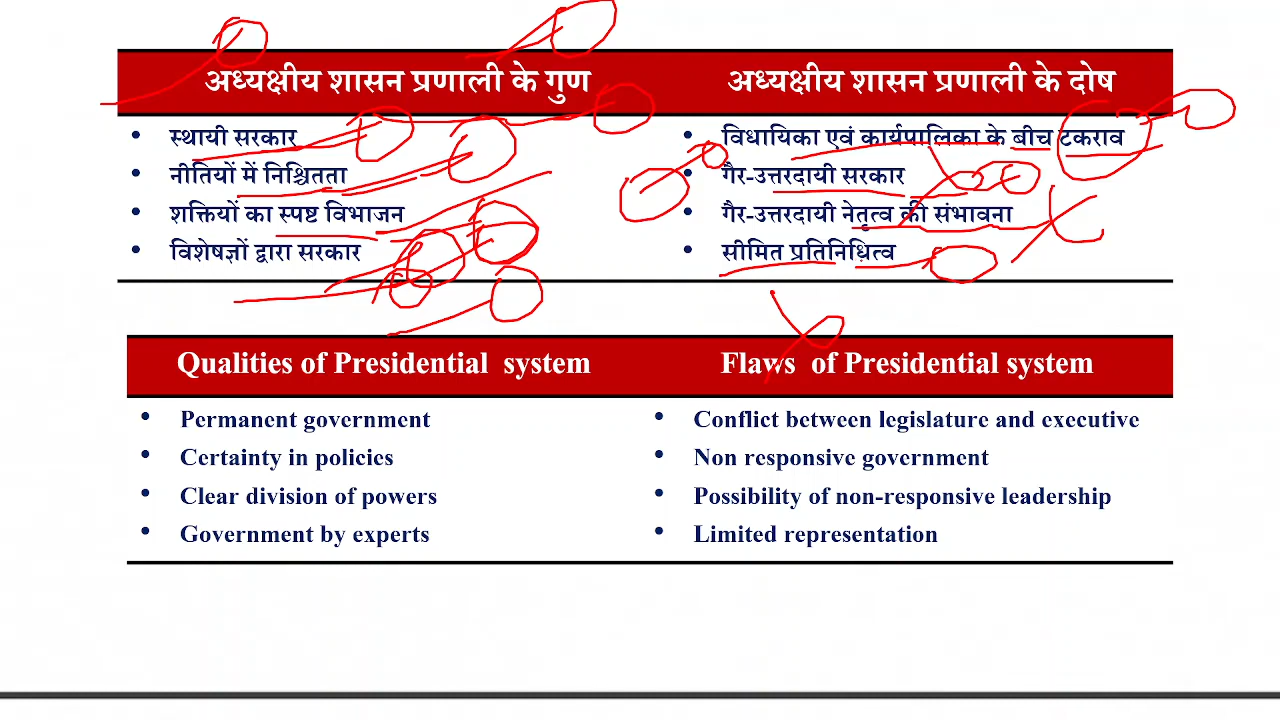 अध्यक्षीय शासन प्रणाली के गुण
स्थायी सरकार
नीतियों में निश्चितता
शक्तियों का स्पष्ट विभाजन
विशेषज्ञों द्वारा सरकार
अध्यक्षीय शासन प्रणाली के दोष
विधायिका एवं कार्यपालिका के बीच टकराव
गैर-उत्तरदायी सरकार
गैर-उत्तरदायी नेतृत्व की संभावना
सीमित प्रतिनिधित्व
Qualities of Presidential system
Permanent government
Certainty in policies
Clear division of powers
Government by experts
Flaws of Presidential system
Conflict between legislature and executive
Non responsive government
Possibility of non-responsive leadership
Limited representation